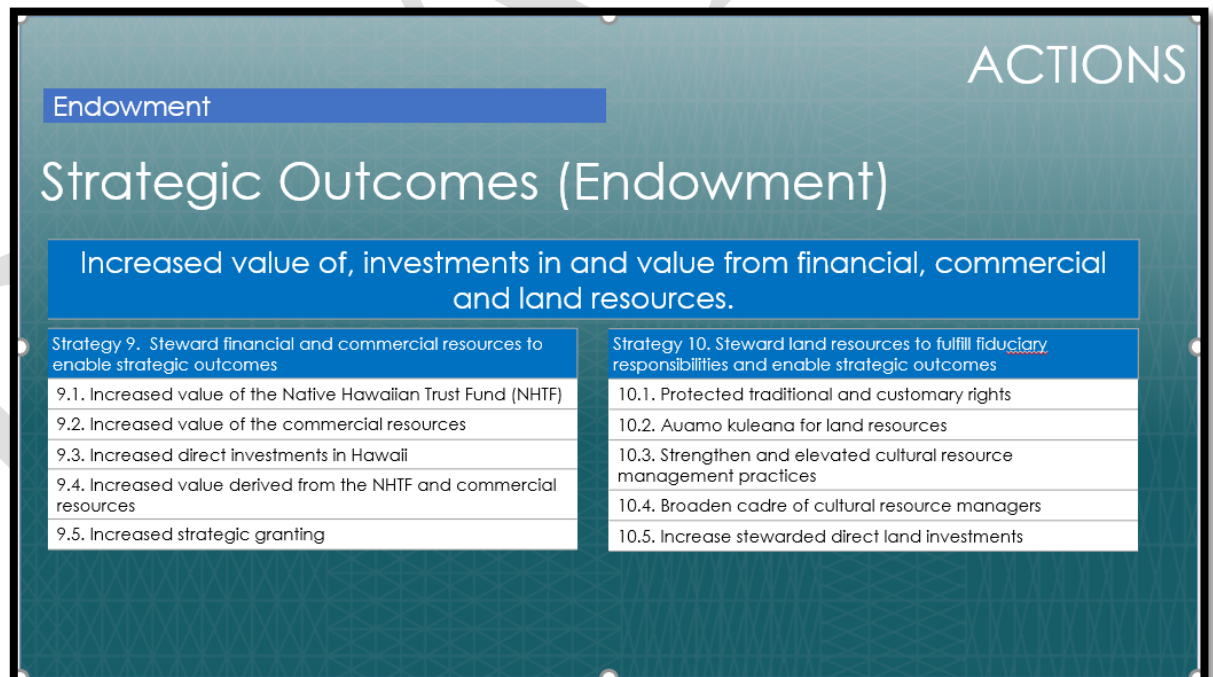 ACTIONS
Endowment
Strategic Outcomes (Endowment)
Increased value of, investments in and value from financial, commercial
and land resources.
Strategy 9.  Steward financial and commercial resources to
enable strategic outcomes
9.1. Increased value of the Native Hawaiian Trust Fund (NHTF)
9.2. Increased value of the commercial resources
9.3. Increased direct investments in Hawaii
9.4. Increased value derived from the NHTF and commercial
resources
9.5. Increased strategic granting
Strategy 10. Steward land resources to fulfill fiduciary
responsibilities and enable strategic outcomes
10.1. Protected traditional and customary rights
10.2. Auamo kuleana for land resources
10.3. Strengthen and elevated cultural resource
management practices
10.4. Broaden cadre of cultural resource managers
10.5. Increase stewarded direct land investments